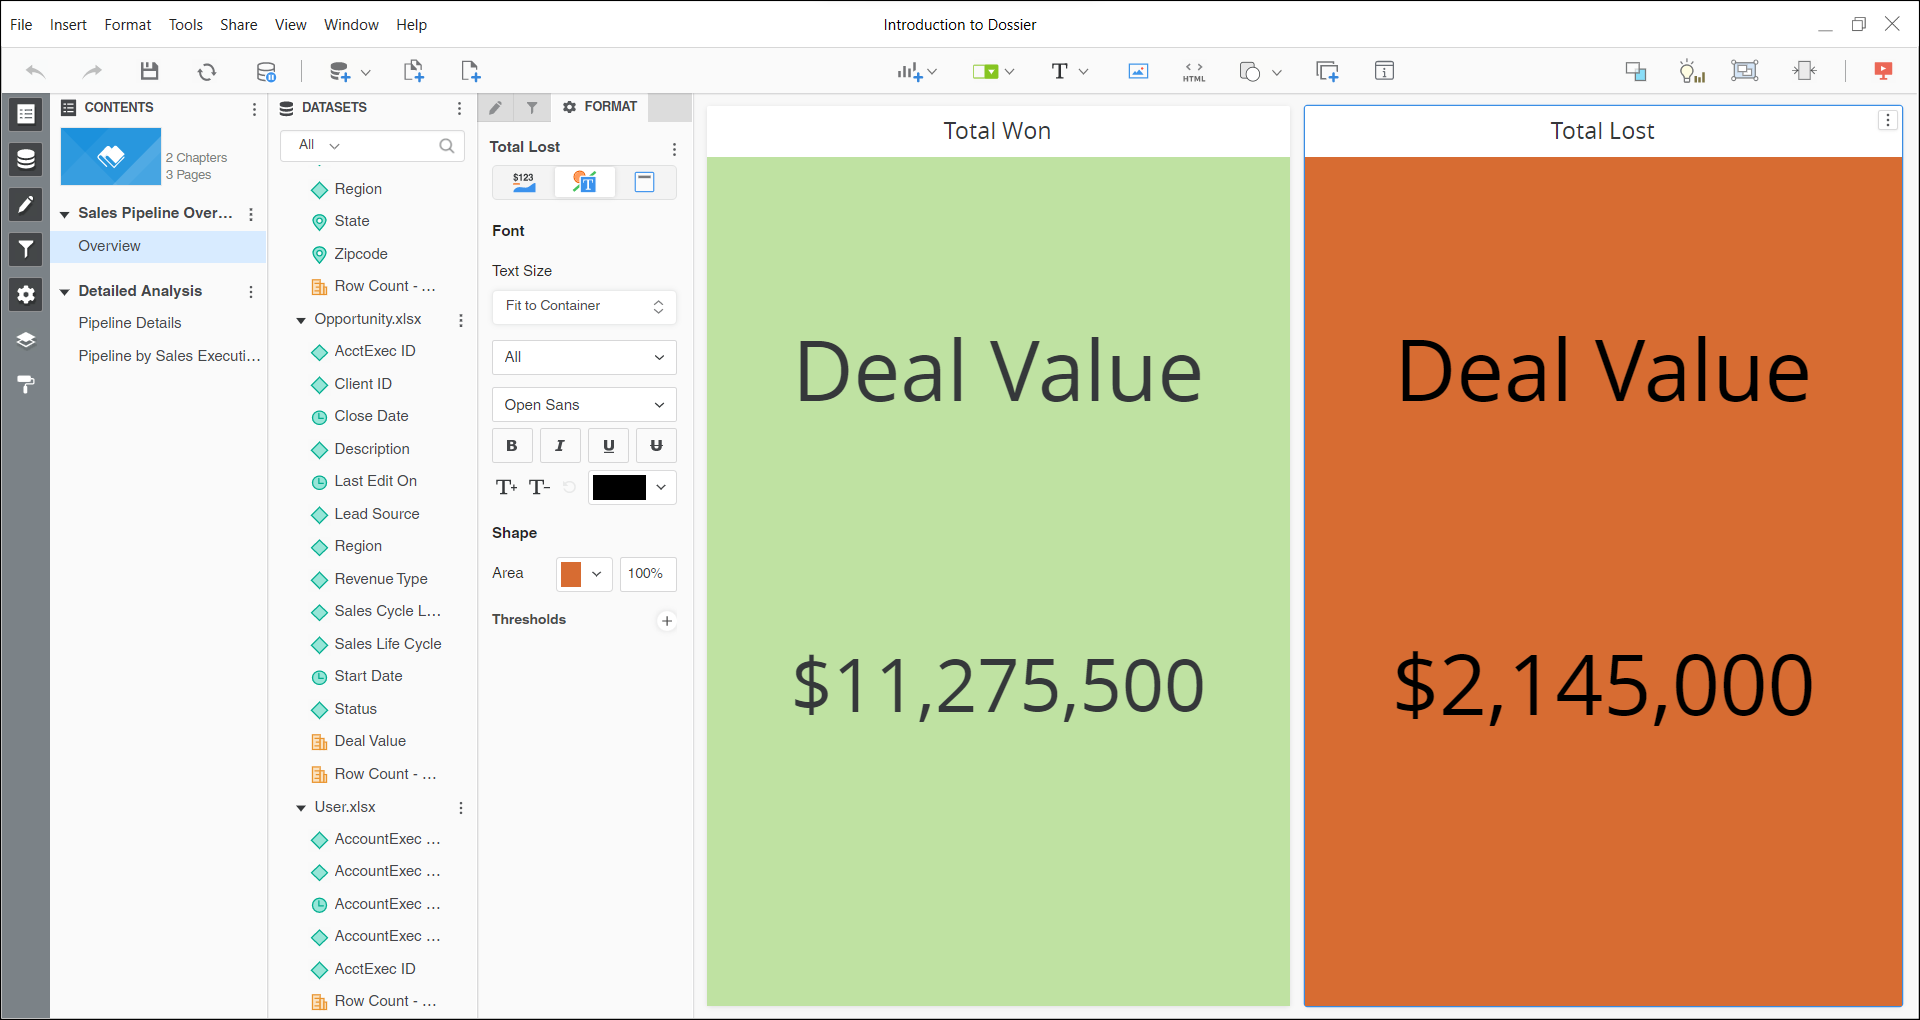 File Insert Format Tools Share View Window Help
Introduction to Dossier
HTML
CONTENTS
2 Chapters
3 Pages
Sales Pipeline Over...
Overview
Detailed Analysis
Pipeline Details
Pipeline by Sales Executi...
DATASETS
All
Region
State
Zipcode
Row Count - ...
Opportunity.xlsx
AcctExec ID
Client ID
Close Date
Description
Last Edit On
Lead Source
Region
Revenue Type
Sales Cycle L...
Sales Life Cycle
Start Date
Status
Deal Value
Row Count - ...
User.xlsx
AccountExec ...
AccountExec ...
AccountExec ...
AccountExec ...
AcctExec ID
Row Count - ...
FORMAT
Total Lost
$123
Font
Text Size
Fit to Container
All
Open Sans
B I U U
T+ T-
Shape
Area 100%
Thresholds
Total Won
Deal Value
$11,275,500
Total Lost
Deal Value
$2,145,000